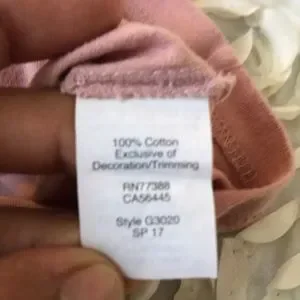 100% Cotton
Exclusive of
Decoration/Trimming
RN77388
CA56445
Style G3020
SP 17